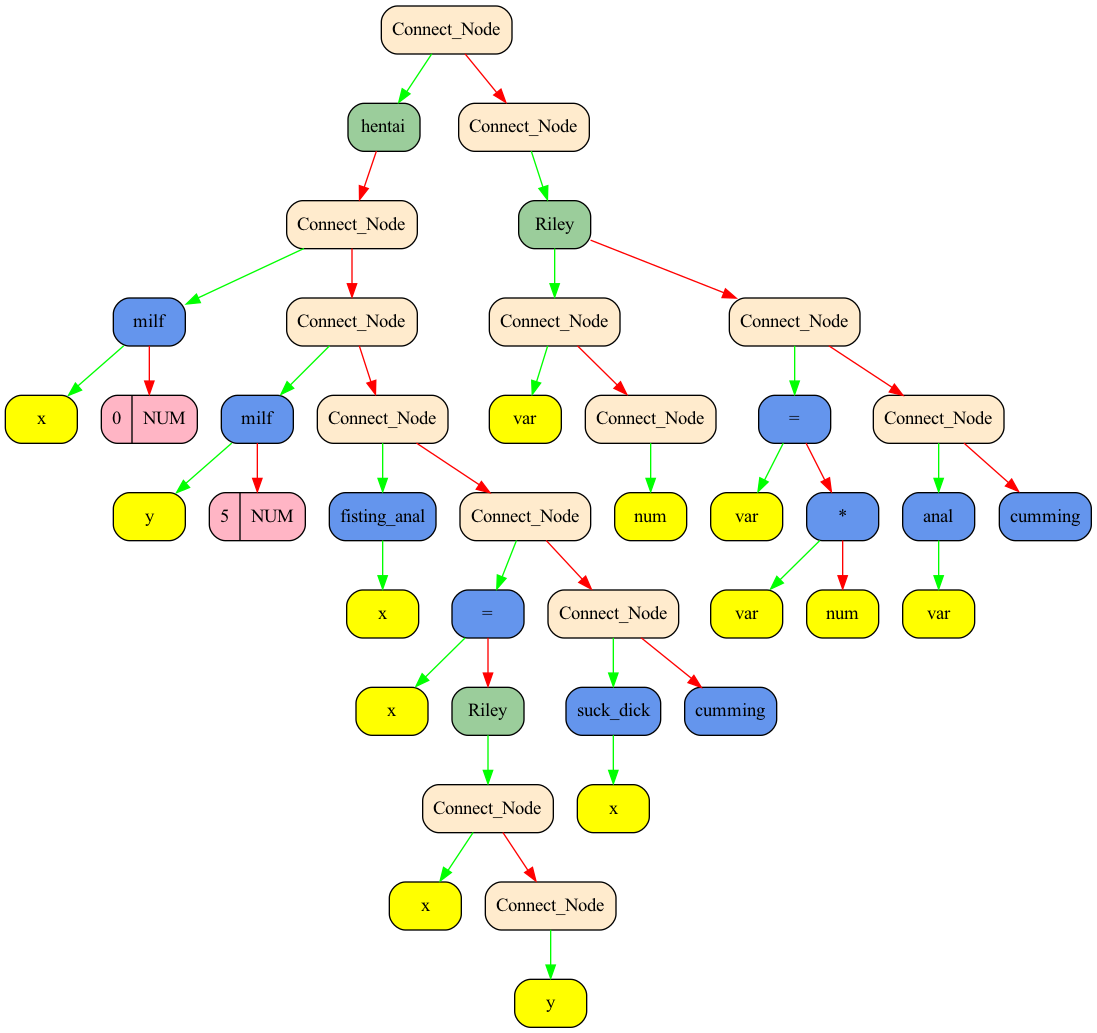 Connect_Node
hentai Connect_Node
Connect_Node Riley
milf Connect_Node Connect_Node Connect_Node
x 0 NUM milf Connect_Node var Connect_Node = Connect_Node
y 5 NUM fisting_anal Connect_Node num var * anal cumming
x = Connect_Node var num var
x Riley suck_dick cumming
Connect_Node x
x Connect_Node
y